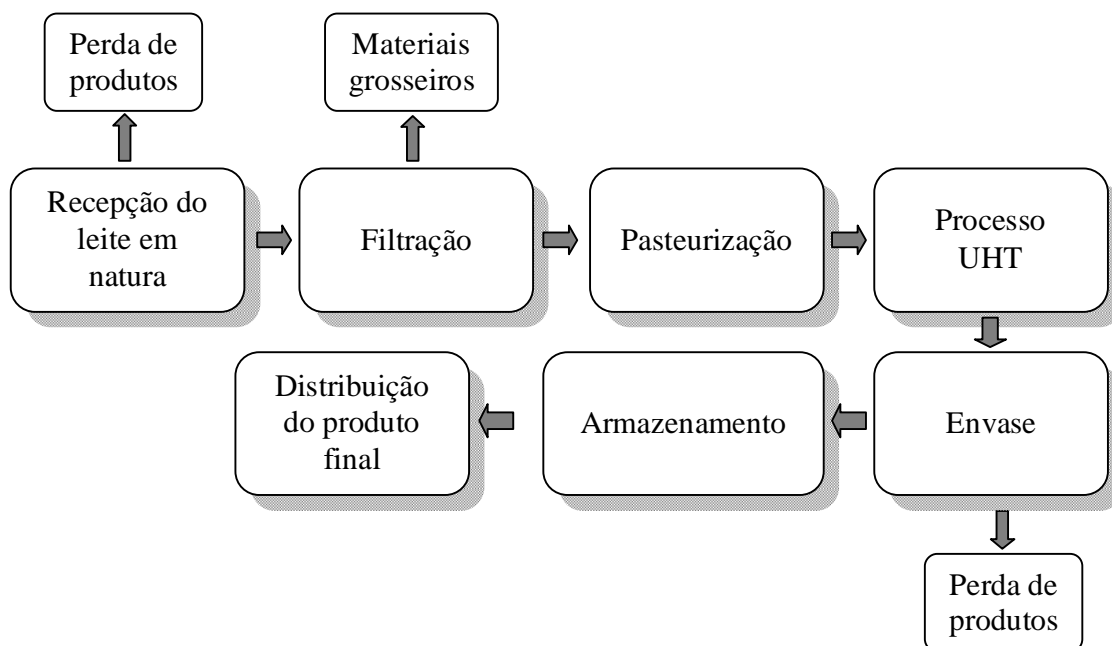 Perda de
produtos
Materiais
grosseiros
Recepção do
leite em
natura
Filtração
Pasteurização
Processo
UHT
Distribuição
do produto
final
Armazenamento
Envase
Perda de
produtos